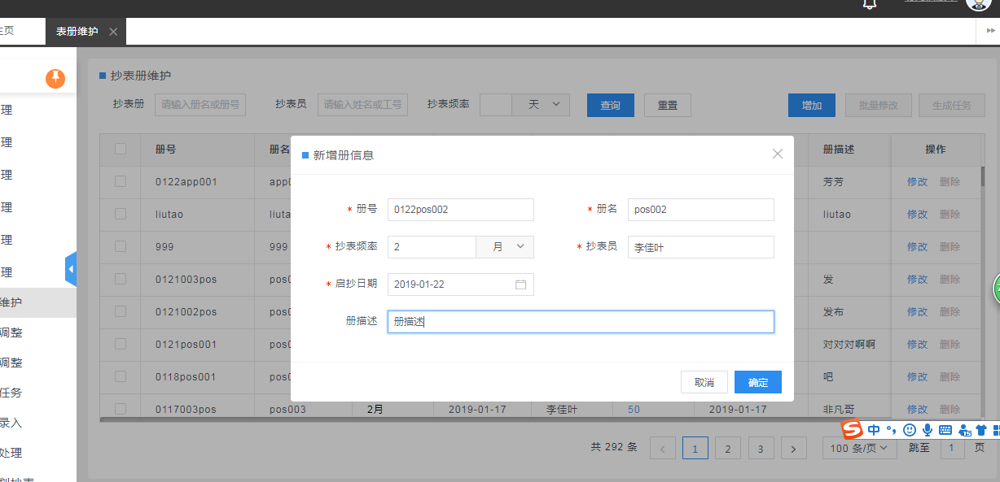 主页
表册维护
抄表册维护
抄表册 请输入册名或册号 抄表员 请输入姓名或工号 抄表频率 天 查询 重置 增加 批量修改 生成任务
册号 册名 册描述 操作
0122app001 app 芳芳 修改 删除
liutao liuta liutao 修改 删除
999 999 修改 删除
0121003pos pos0 发 修改 删除
0121002pos pos0 发布 修改 删除
0121pos001 pos0 对对对啊啊 修改 删除
0118pos001 pos0 吧 修改 删除
0117003pos pos003 2月 2019-01-17 李佳叶 50 2019-01-17 非凡哥 修改 删除
共 292 条 1 2 3 100 条/页 跳至 1 页
新增册信息
* 册号 0122pos002 * 册名 pos002
* 抄表频率 2 月 * 抄表员 李佳叶
* 启抄日期 2019-01-22
册描述 册描述
取消 确定
理
理
理
理
理
理
维护
调整
调整
任务
录入
处理
中